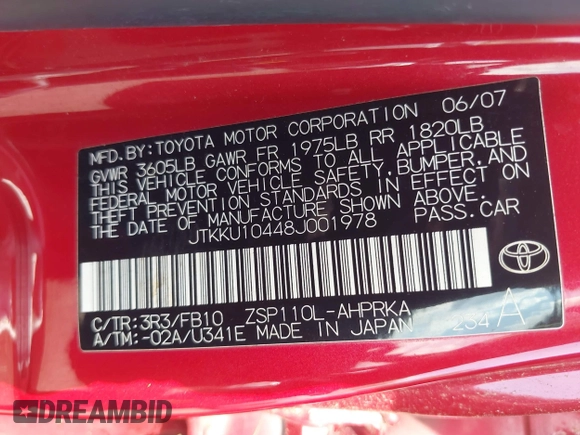 MFD. BY: TOYOTA MOTOR CORPORATION 06/07
GVWR 3605LB GAWR FR 1975LB RR 1820LB
THIS VEHICLE CONFORMS TO ALL APPLICABLE
FEDERAL MOTOR VEHICLE SAFETY, BUMPER, AND
THEFT PREVENTION STANDARDS IN EFFECT ON
THE DATE OF MANUFACTURE SHOWN ABOVE.
JTKKU10448J001978 PASS. CAR
C/TR: 3R3/FB10 ZSP110L-AHPRKA
A/TM: -02A/U341E MADE IN JAPAN 234 A
TOYOTA
DREAMBID